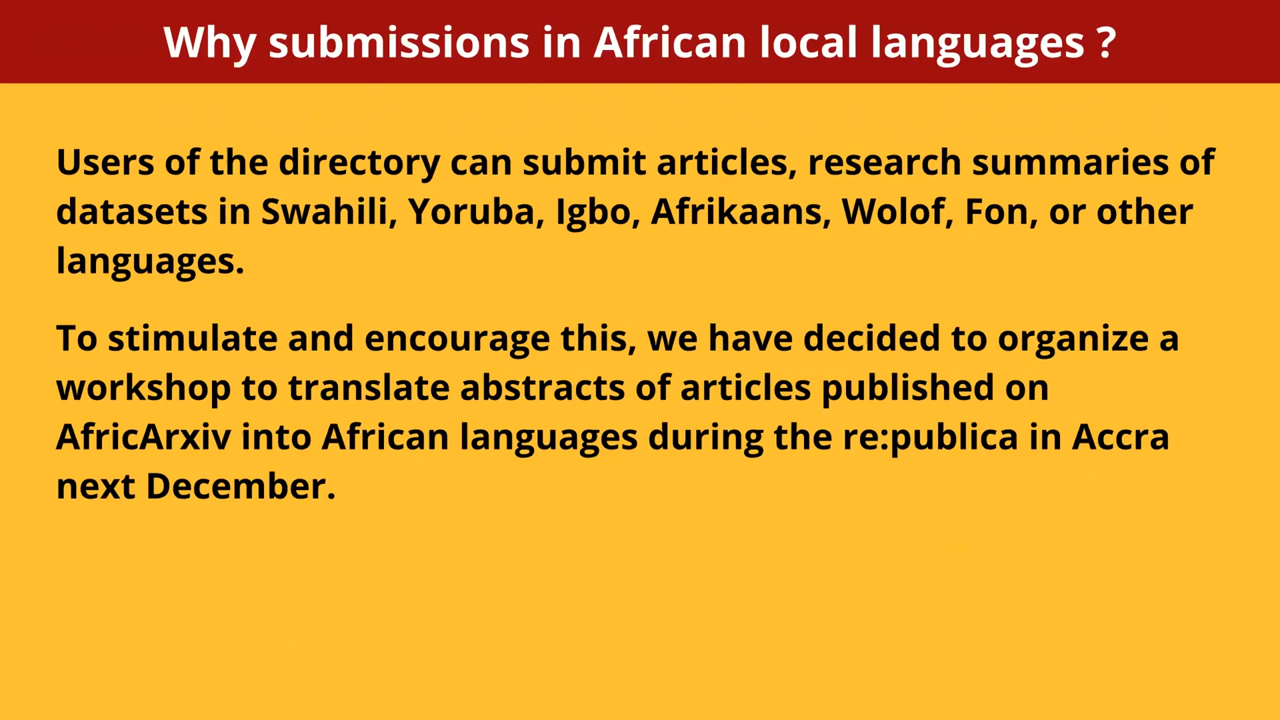 Why submissions in African local languages ?
Users of the directory can submit articles, research summaries of
datasets in Swahili, Yoruba, Igbo, Afrikaans, Wolof, Fon, or other
languages.
To stimulate and encourage this, we have decided to organize a
workshop to translate abstracts of articles published on
AfricArxiv into African languages during the re:publica in Accra
next December.